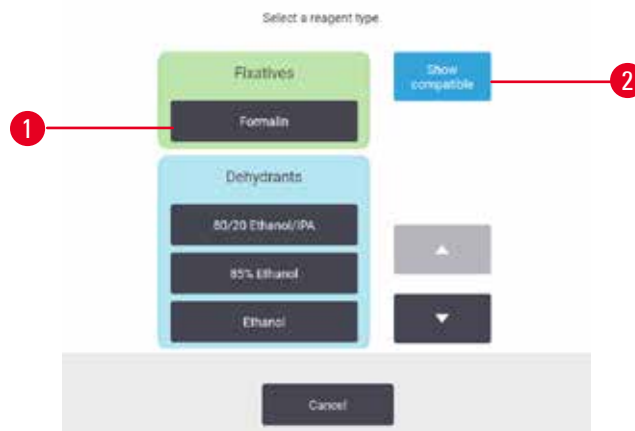 Select a reagent type.
Fixatives
Show
compatible
2
1
Formalin
Dehydrants
80/20 Ethanol/IPA
85% Ethanol
Ethanol
Cancel